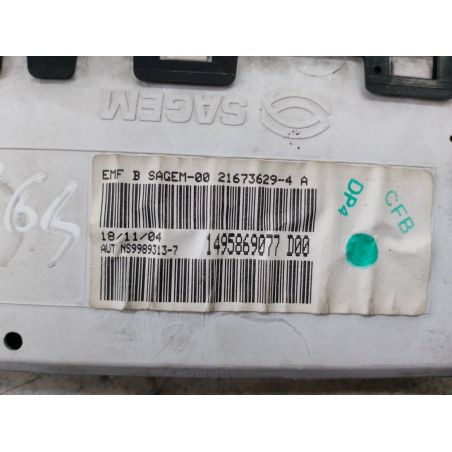 SAGEM
EMF B SAGEM-00 21673629-4 A
18/11/04
1495869077 D00
AUT NS9989313-7
CFB
DP4